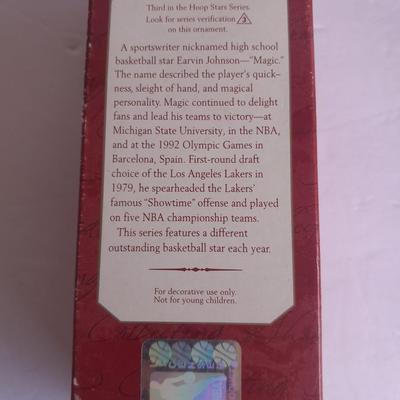 Third in the Hoop Stars Series.
Look for series verification 3
on this ornament.
A sportswriter nicknamed high school
basketball star Earvin Johnson—“Magic.”
The name described the player's quick-
ness, sleight of hand, and magical
personality. Magic continued to delight
fans and lead his teams to victory—at
Michigan State University, in the NBA,
and at the 1992 Olympic Games in
Barcelona, Spain. First-round draft
choice of the Los Angeles Lakers in
1979, he spearheaded the Lakers'
famous “Showtime” offense and played
on five NBA championship teams.
This series features a different
outstanding basketball star each year.
For decorative use only.
Not for young children.